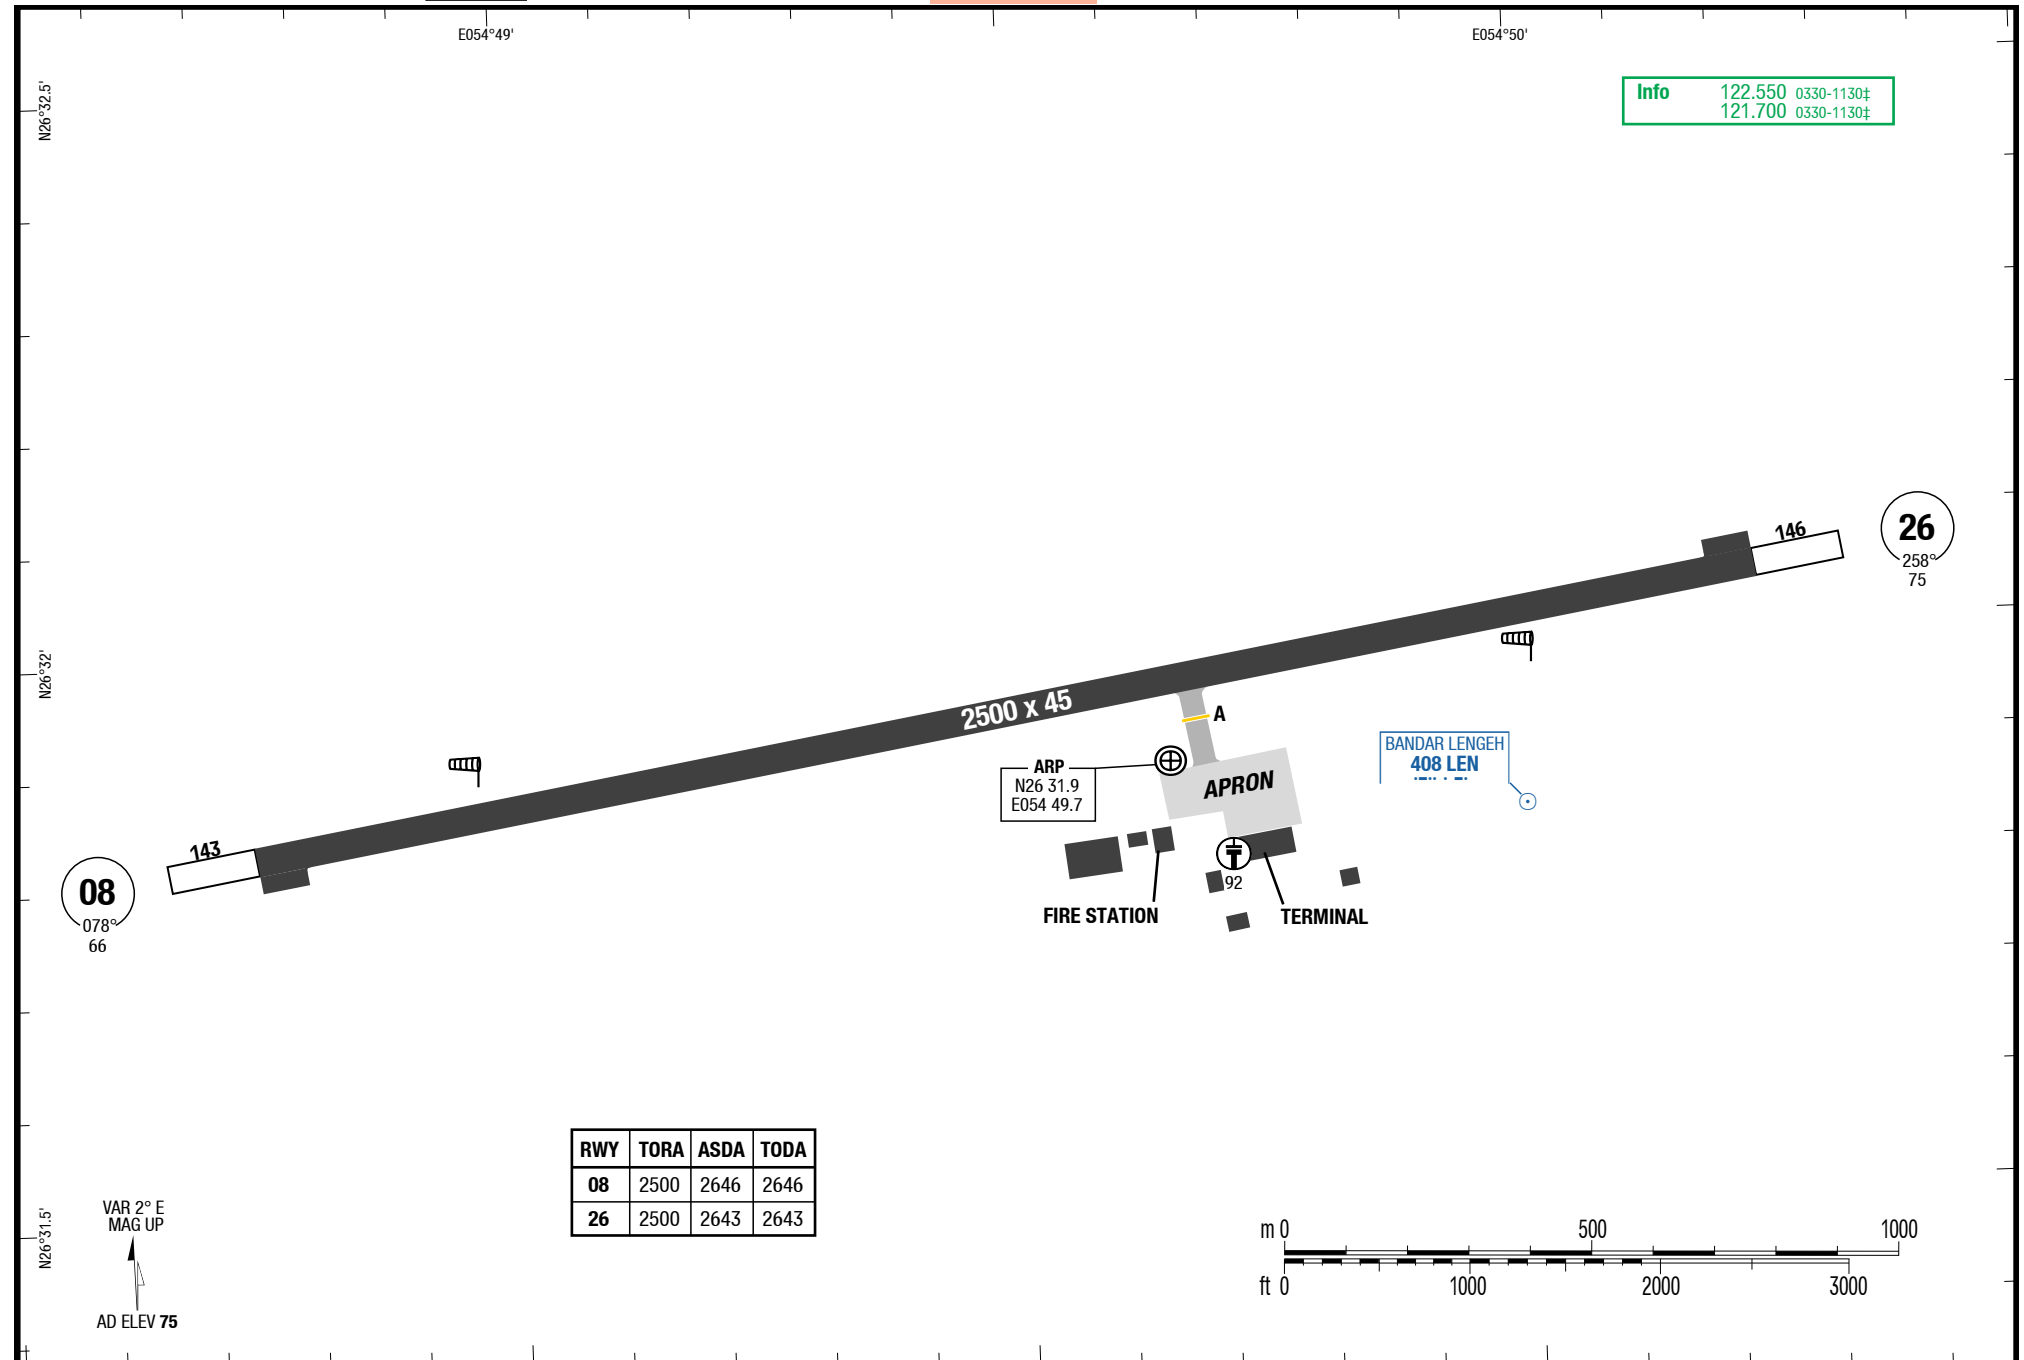 E054°49'
E054°50'
N26°32.5'
Info 122.550 0330-1130‡
121.700 0330-1130‡
146
26
258°
75
N26°32'
2500 x 45
A
BANDAR LENGEH
408 LEN
ARP
N26 31.9
E054 49.7
APRON
143
08
078°
66
92
FIRE STATION
TERMINAL
RWY TORA ASDA TODA
08 2500 2646 2646
26 2500 2643 2643
N26°31.5'
VAR 2° E
MAG UP
AD ELEV 75
m 0 500 1000
ft 0 1000 2000 3000